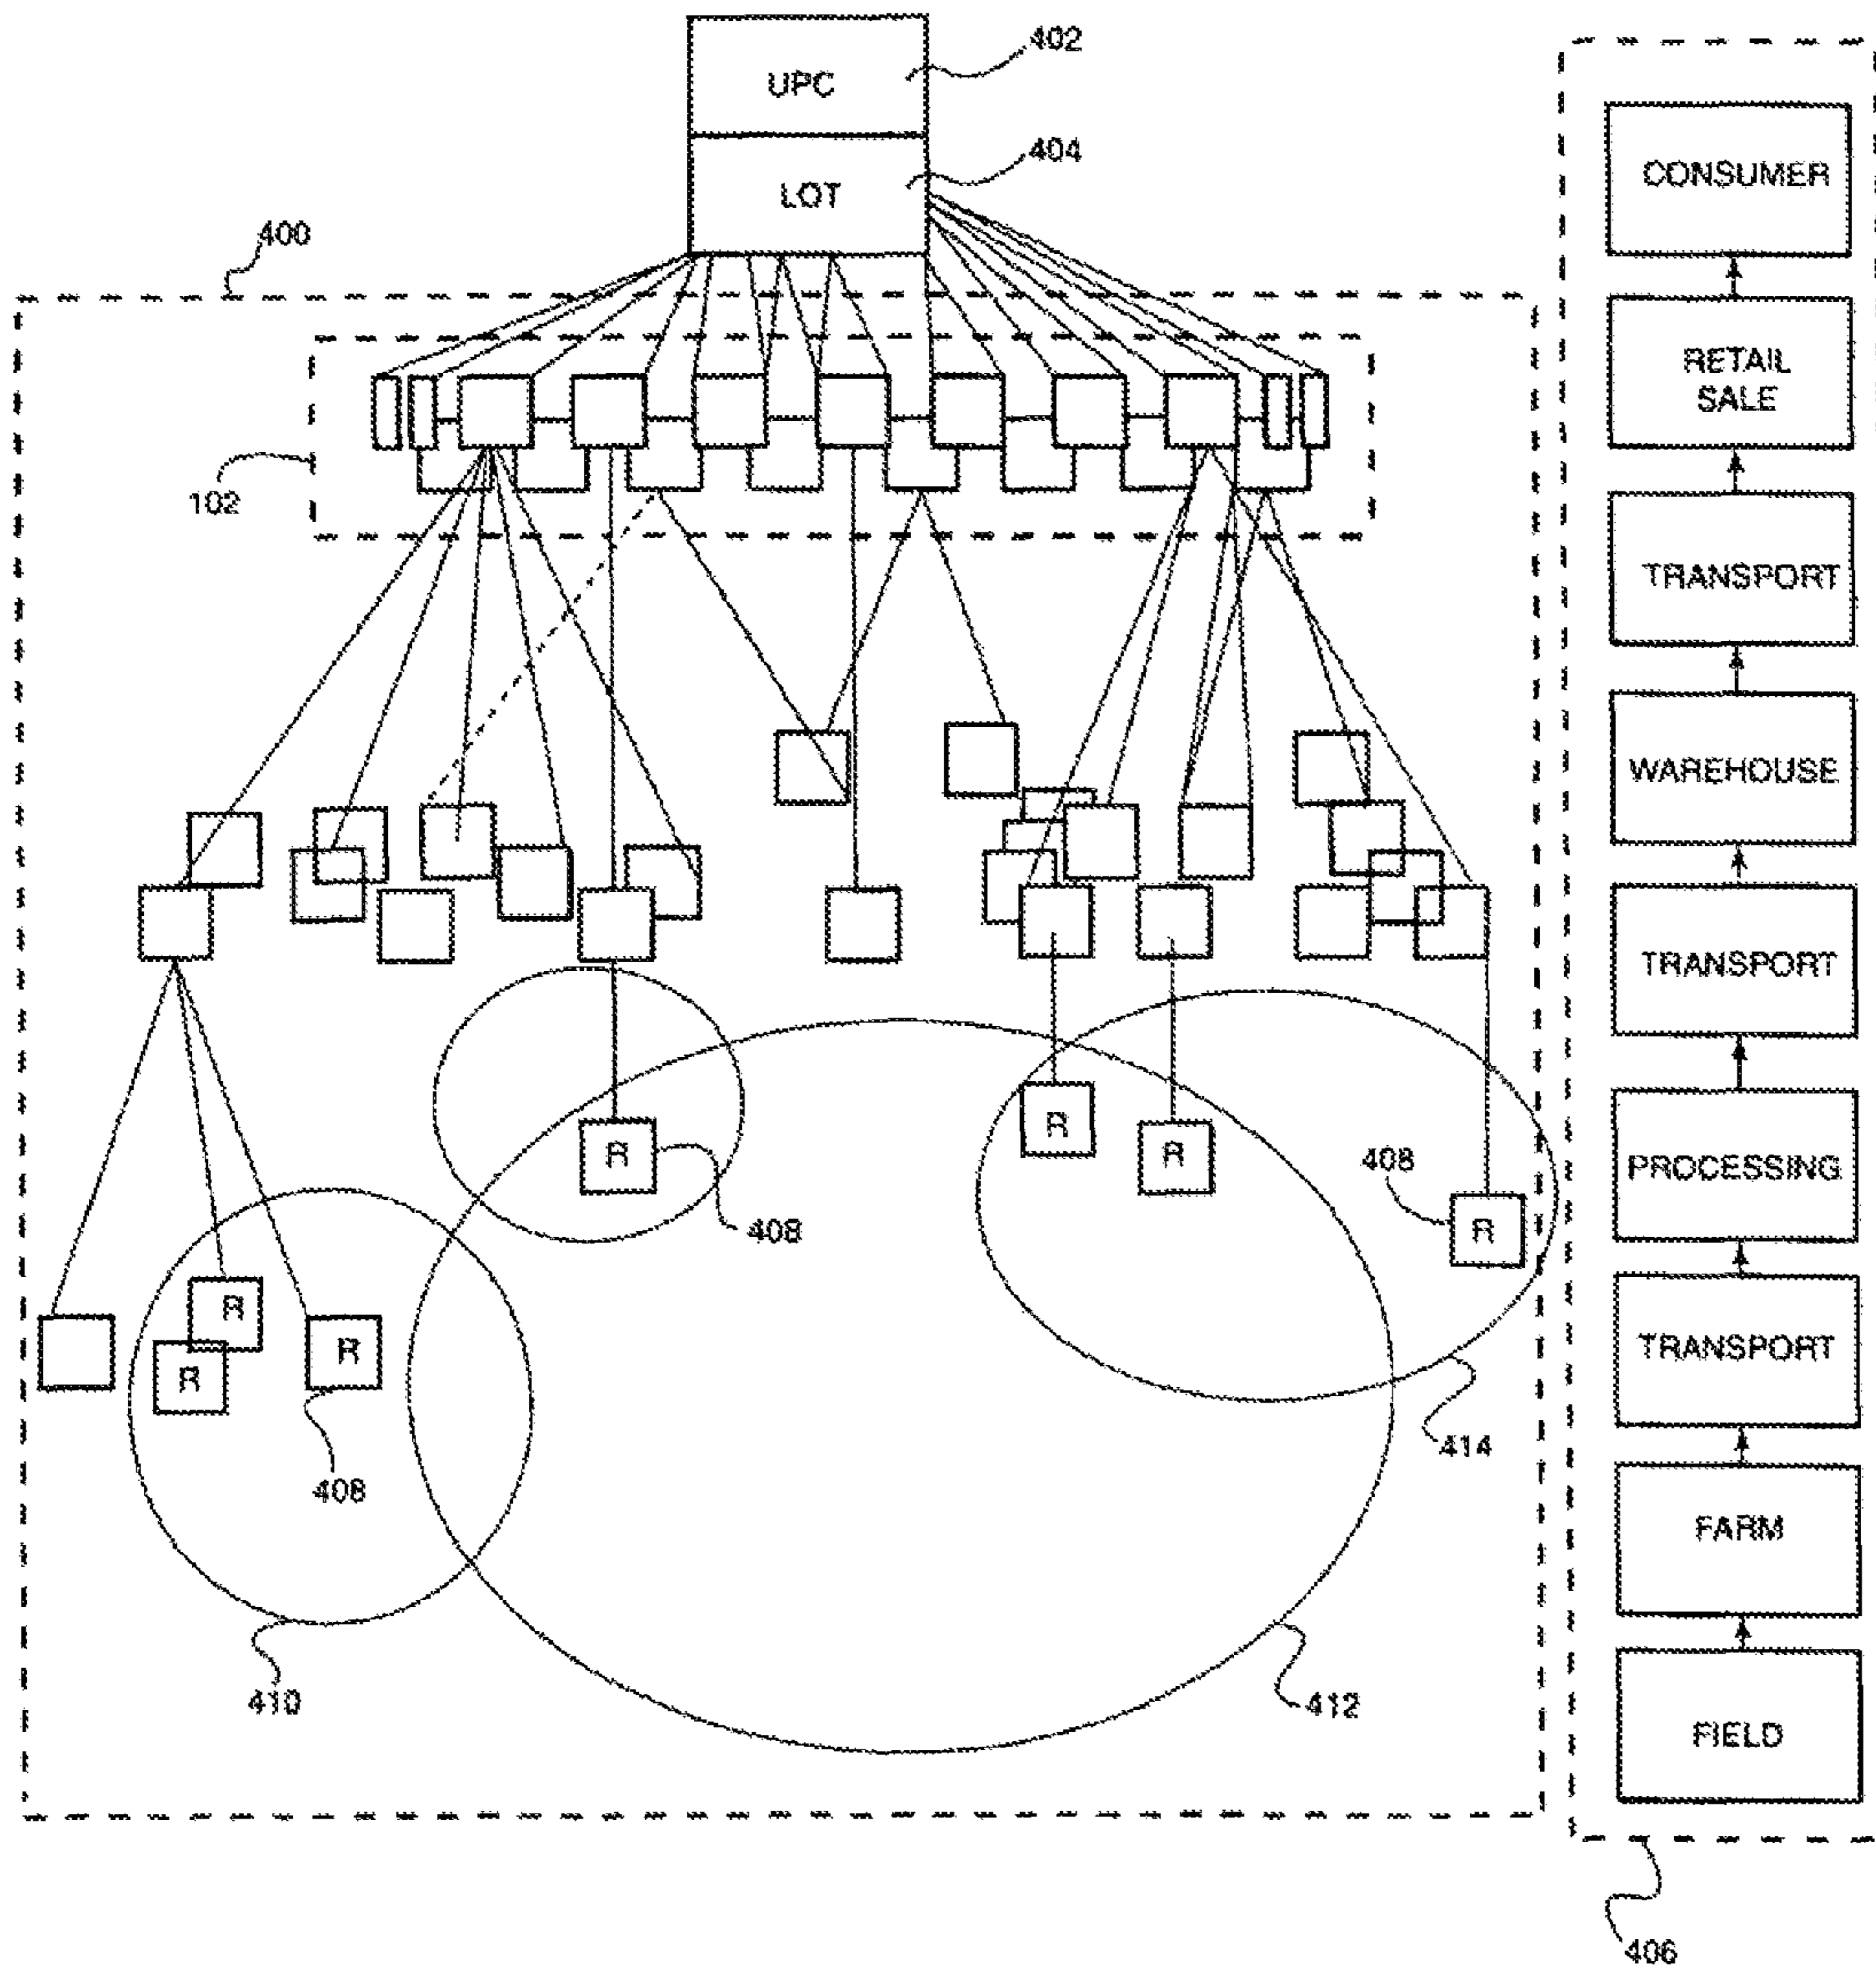 UPC
402
LOT
404
400
102
R
408
R
R
408
R
R
R
408
R
410
412
414
CONSUMER
RETAIL
SALE
TRANSPORT
WAREHOUSE
TRANSPORT
PROCESSING
TRANSPORT
FARM
FIELD
406